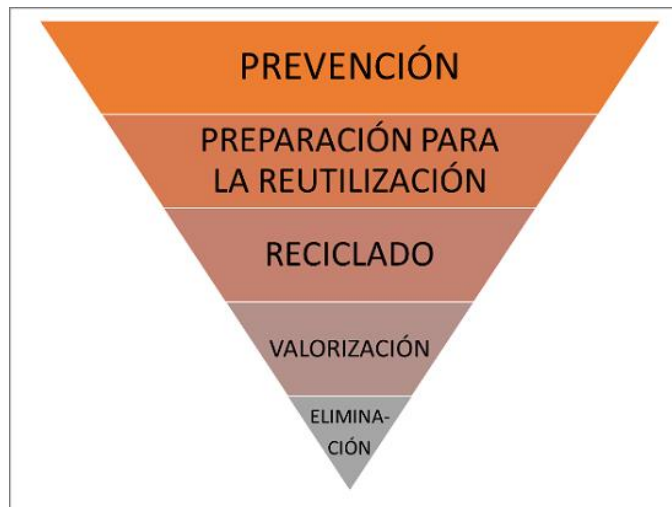 PREVENCIÓN
PREPARACIÓN PARA
LA REUTILIZACIÓN
RECICLADO
VALORIZACIÓN
ELIMINA-
CIÓN